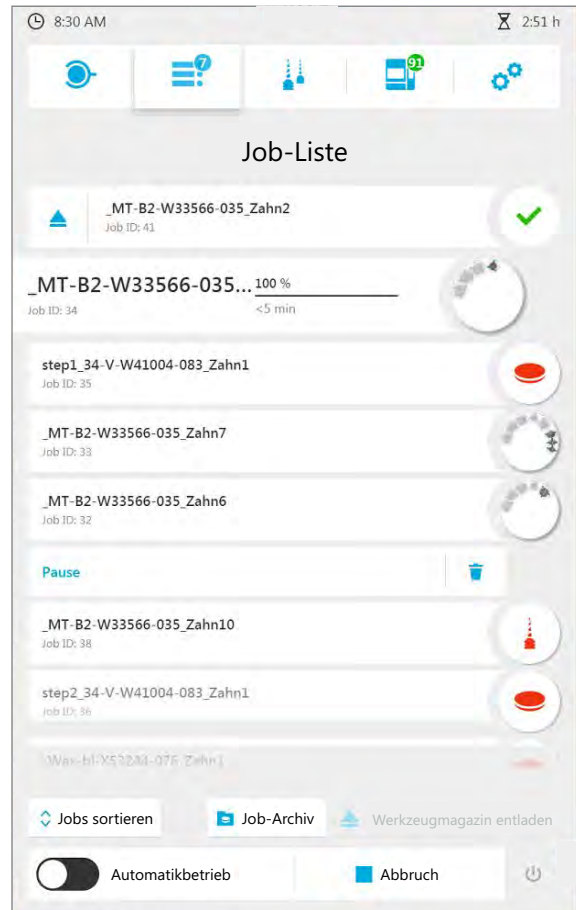 8:30 AM
2:51 h
7
91
Job-Liste
_MT-B2-W33566-035_Zahn2
Job ID: 41
_MT-B2-W33566-035... 100 %
Job ID: 34
<5 min
step1_34-V-W41004-083_Zahn1
Job ID: 35
_MT-B2-W33566-035_Zahn7
Job ID: 33
_MT-B2-W33566-035_Zahn6
Job ID: 32
Pause
_MT-B2-W33566-035_Zahn10
Job ID: 38
step2_34-V-W41004-083_Zahn1
Job ID: 36
Jobs sortieren
Job-Archiv
Werkzeugmagazin entladen
Automatikbetrieb
Abbruch